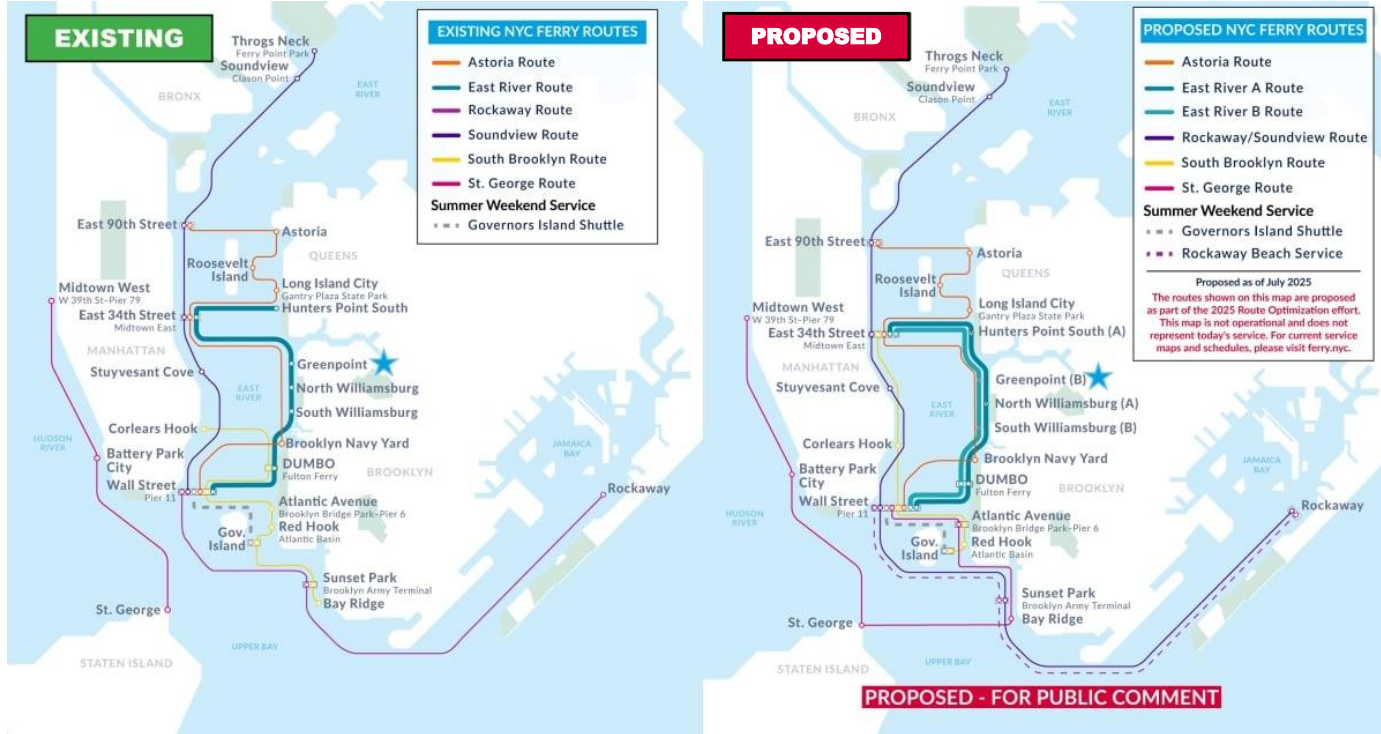 EXISTING
EXISTING NYC FERRY ROUTES
Astoria Route
East River Route
Rockaway Route
Soundview Route
South Brooklyn Route
St. George Route
Summer Weekend Service
Governors Island Shuttle
Throgs Neck
Ferry Point Park
Soundview
Clason Point
EAST
RIVER
BRONX
East 90th Street
Astoria
QUEENS
Roosevelt
Island
Midtown West
W 39th St–Pier 79
Long Island City
Gantry Plaza State Park
Hunters Point South
East 34th Street
Midtown East
MANHATTAN
Greenpoint
Stuyvesant Cove
EAST
RIVER
North Williamsburg
South Williamsburg
Corlears Hook
HUDSON
RIVER
Brooklyn Navy Yard
JAMAICA
BAY
Battery Park
City
DUMBO
Fulton Ferry
BROOKLYN
Wall Street
Pier 11
Rockaway
Atlantic Avenue
Brooklyn Bridge Park–Pier 6
Red Hook
Atlantic Basin
Gov.
Island
Sunset Park
Brooklyn Army Terminal
Bay Ridge
St. George
UPPER BAY
STATEN ISLAND
PROPOSED
PROPOSED NYC FERRY ROUTES
Astoria Route
East River A Route
East River B Route
Rockaway/Soundview Route
South Brooklyn Route
St. George Route
Summer Weekend Service
Governors Island Shuttle
Rockaway Beach Service
Proposed as of July 2025
The routes shown on this map are proposed
as part of the 2025 Route Optimization effort.
This map is not operational and does not
represent today's service. For current service
maps and schedules, please visit ferry.nyc.
Throgs Neck
Ferry Point Park
Soundview
Clason Point
EAST
RIVER
BRONX
East 90th Street
Astoria
QUEENS
Roosevelt
Island
Midtown West
W 39th St–Pier 79
Long Island City
Gantry Plaza State Park
East 34th Street
Midtown East
Hunters Point South (A)
MANHATTAN
Greenpoint (B)
Stuyvesant Cove
EAST
RIVER
North Williamsburg (A)
South Williamsburg (B)
Corlears Hook
Brooklyn Navy Yard
JAMAICA
BAY
Battery Park
City
DUMBO
Fulton Ferry
BROOKLYN
Wall Street
Pier 11
HUDSON
RIVER
Rockaway
Atlantic Avenue
Brooklyn Bridge Park–Pier 6
Gov.
Island
Red Hook
Atlantic Basin
Sunset Park
Brooklyn Army Terminal
Bay Ridge
St. George
UPPER BAY
STATEN ISLAND
PROPOSED - FOR PUBLIC COMMENT